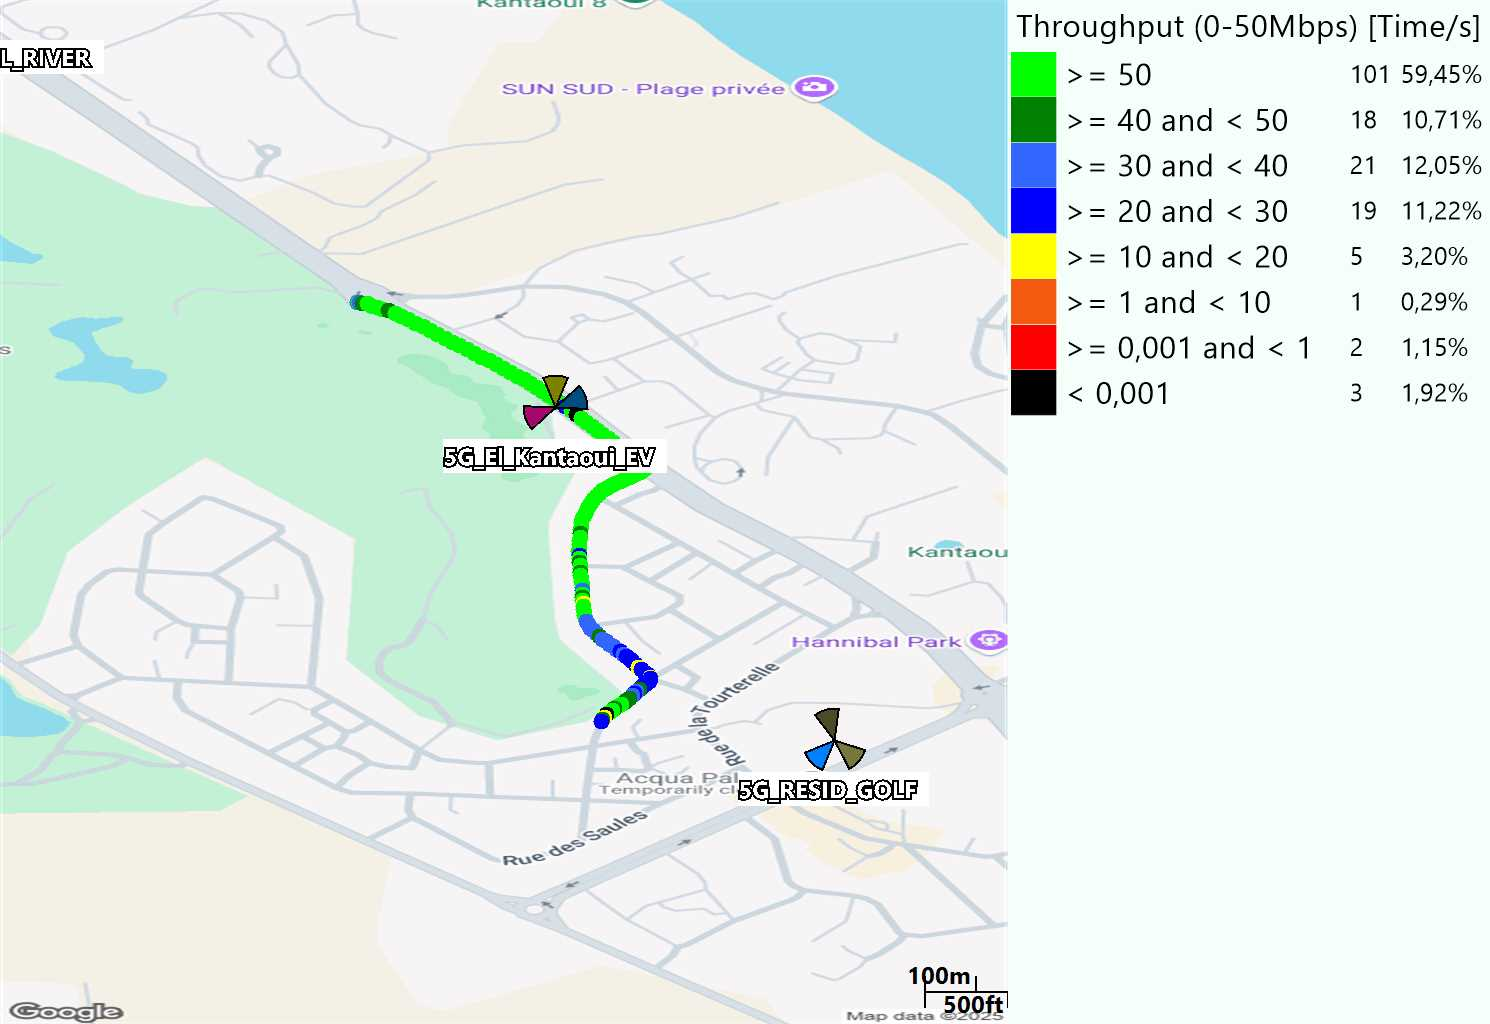 Kantaoui 8
L_RIVER
SUN SUD - Plage privée
s
5G_El_Kantaoui_EV
Kantaou
Hannibal Park
Rue de la Tourterelle
Acqua Pal
Temporarily cl
5G_RESID_GOLF
Rue des Saules
100m
500ft
Google
Map data ©2025
Throughput (0-50Mbps) [Time/s]
>= 50 101 59,45%
>= 40 and < 50 18 10,71%
>= 30 and < 40 21 12,05%
>= 20 and < 30 19 11,22%
>= 10 and < 20 5 3,20%
>= 1 and < 10 1 0,29%
>= 0,001 and < 1 2 1,15%
< 0,001 3 1,92%